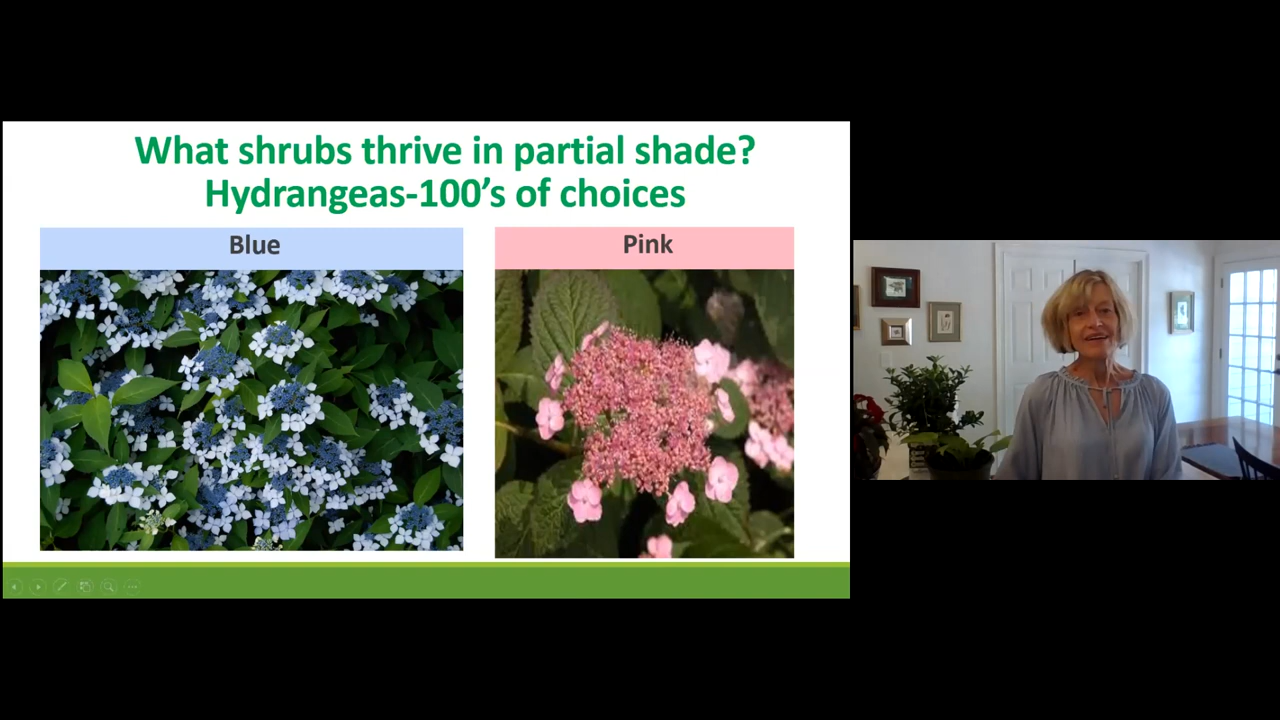 What shrubs thrive in partial shade?
Hydrangeas-100’s of choices
Blue
Pink